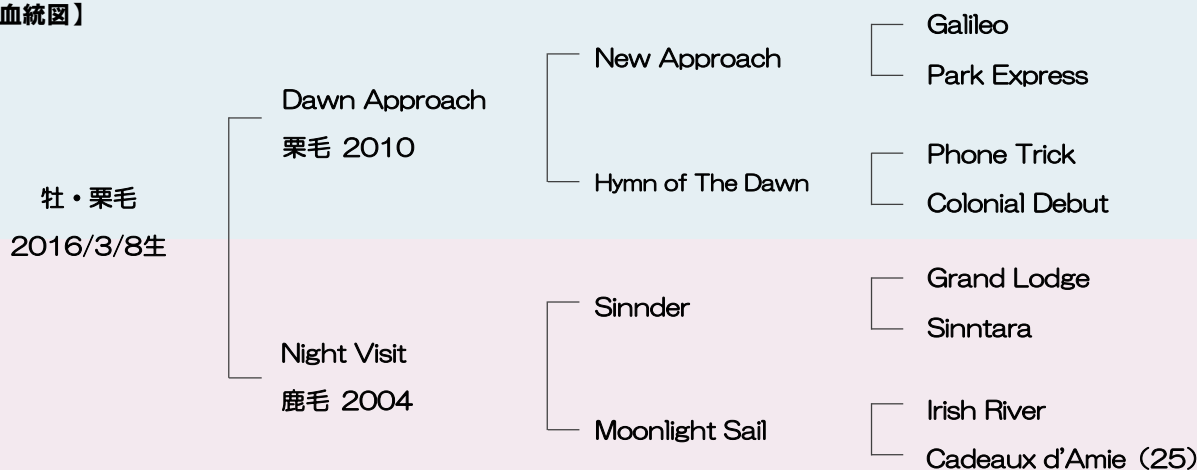 血統図】
Galileo
New Approach
Park Express
Dawn Approach
栗毛 2010
Phone Trick
Hymn of The Dawn
Colonial Debut
牡・栗毛
2016/3/8生
Grand Lodge
Sinnder
Sinntara
Night Visit
鹿毛 2004
Irish River
Moonlight Sail
Cadeaux d'Amie（25）